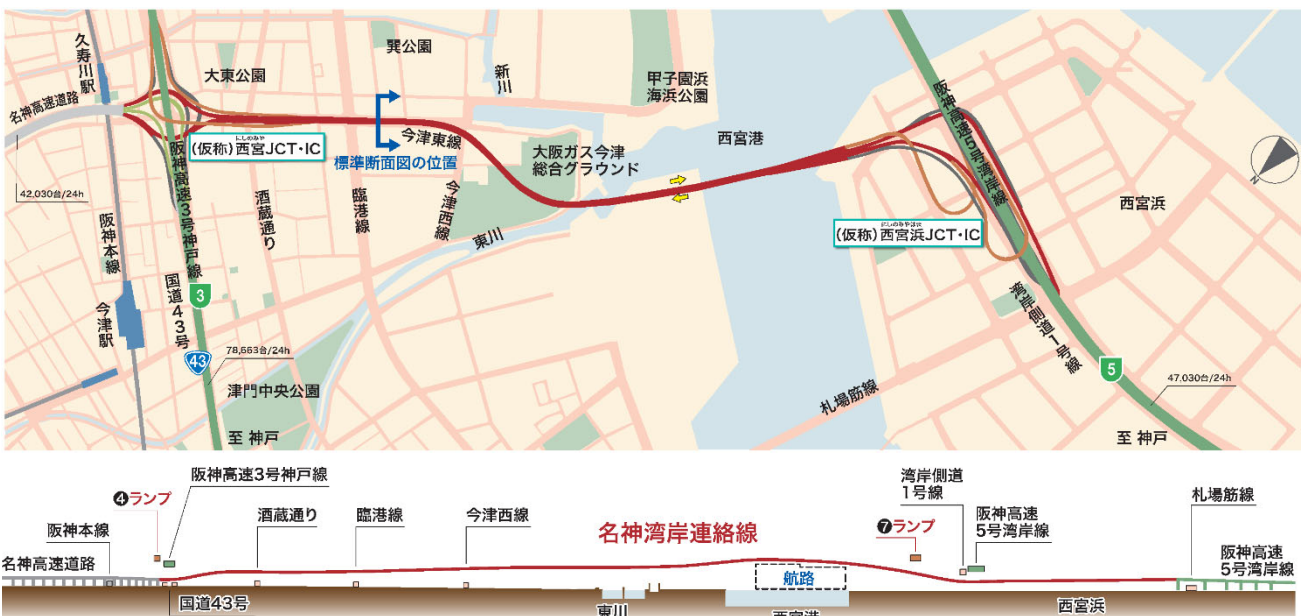 久寿川駅
大東公園
巽公園
新川
甲子園浜
海浜公園
名神高速道路
にしのみや
(仮称)西宮JCT・IC
阪神高速3号神戸線
標準断面図の位置
今津東線
大阪ガス今津
総合グラウンド
西宮港
阪神高速5号湾岸線
N
42,030台/24h
酒蔵通り
臨港線
今津西線
東川
(仮称)西宮浜JCT・IC
西宮浜
阪神本線
今津駅
国道43号
3
43
78,663台/24h
津門中央公園
至 神戸
湾岸側道1号線
札場筋線
5
47,030台/24h
至 神戸
阪神高速3号神戸線
❹ランプ
阪神本線
名神高速道路
酒蔵通り
臨港線
今津西線
名神湾岸連絡線
❼ランプ
湾岸側道
1号線
阪神高速
5号湾岸線
札場筋線
阪神高速
5号湾岸線
航路
国道43号
東川
西宮港
西宮浜